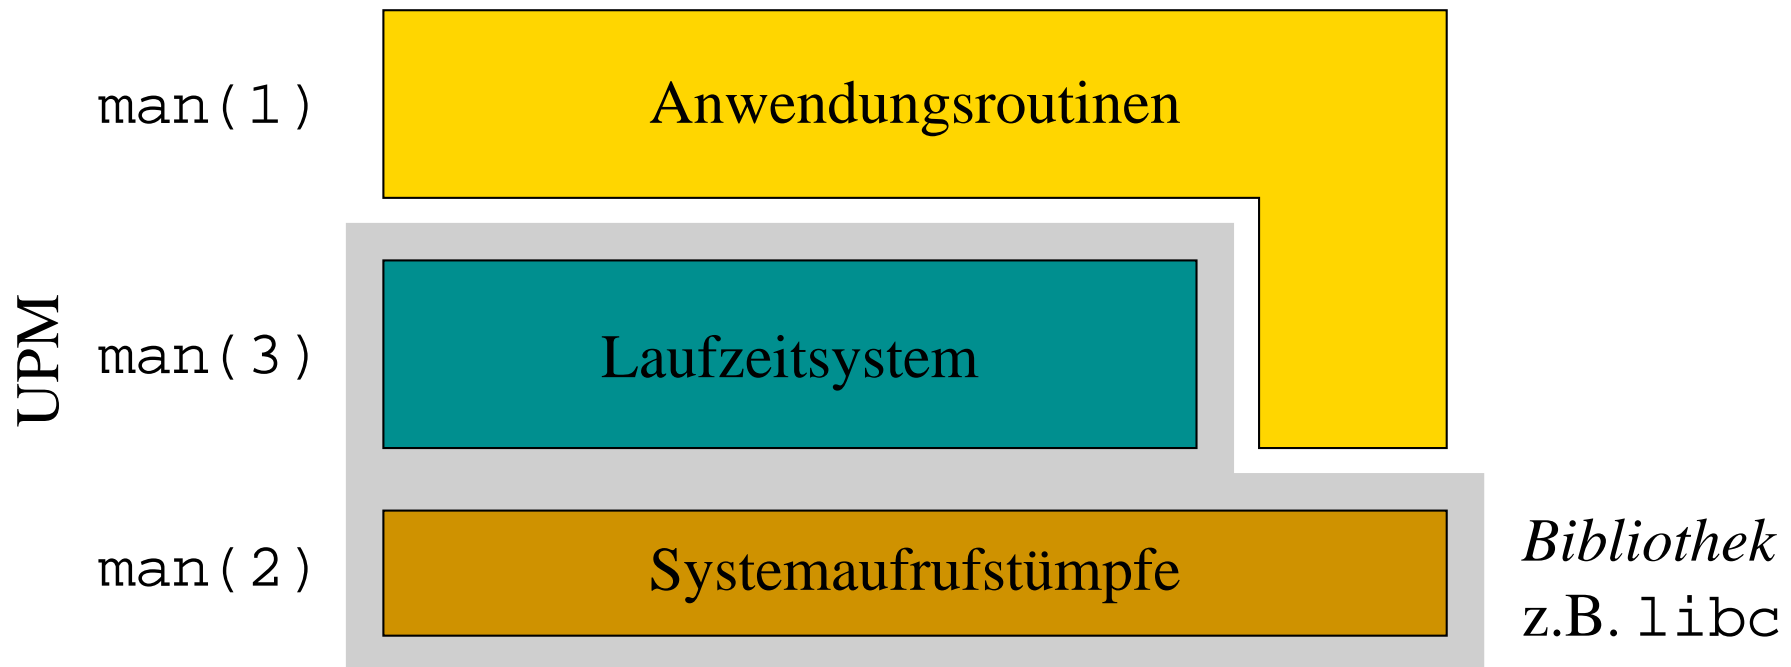 man(1)
Anwendungsroutinen
UPM
man(3)
Laufzeitsystem
man(2)
Systemaufrufstümpfe
Bibliothek
z.B. libc